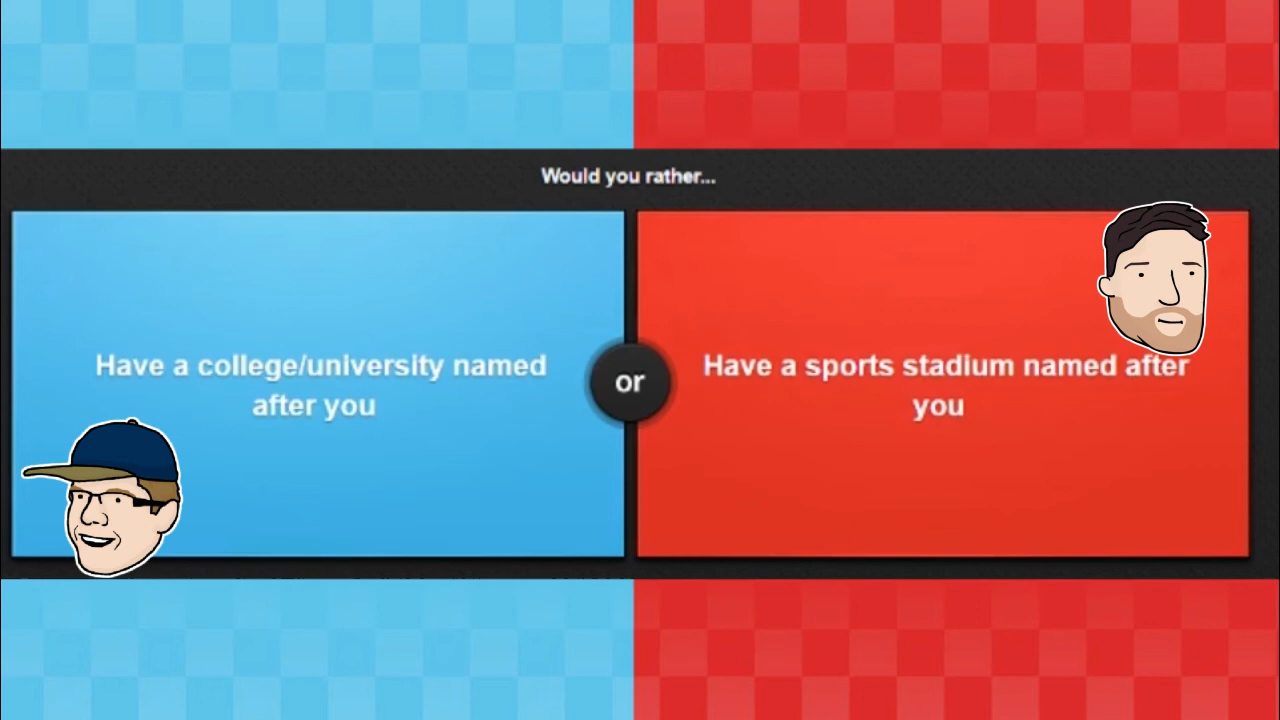 Would you rather...
Have a college/university named
after you
or
Have a sports stadium named after
you